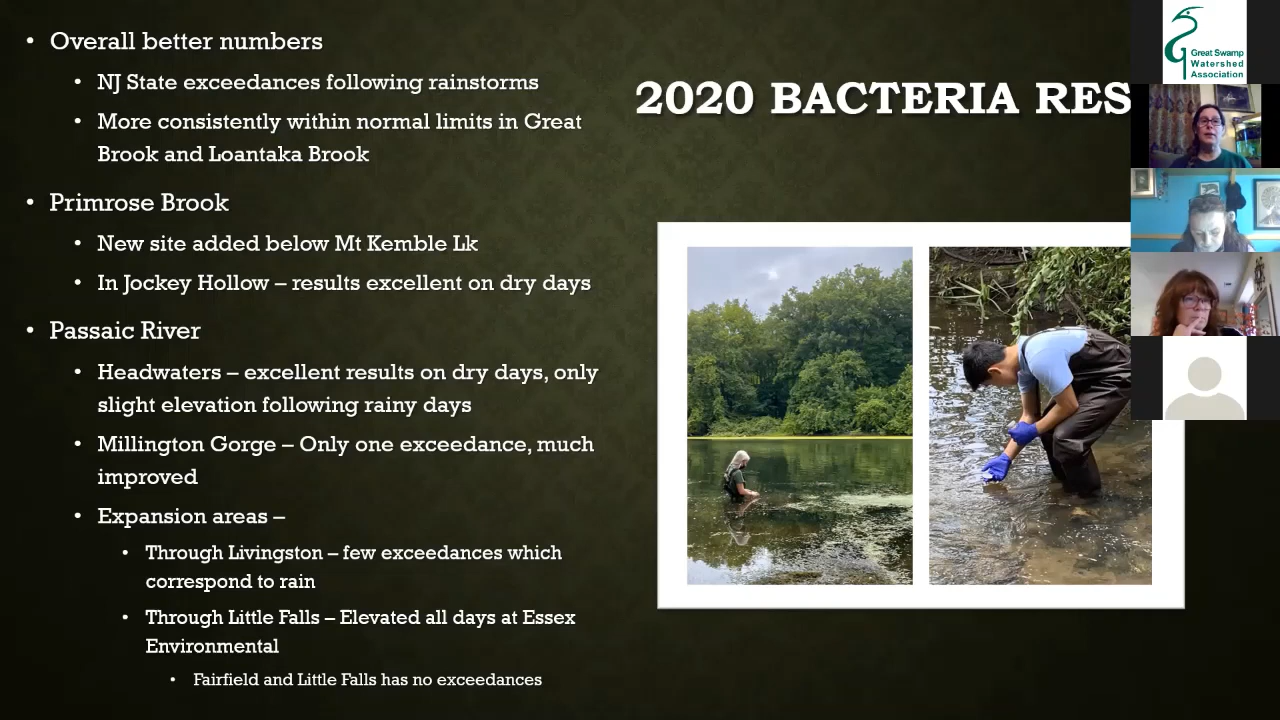 • Overall better numbers
• NJ State exceedances following rainstorms
• More consistently within normal limits in Great
Brook and Loantaka Brook
• Primrose Brook
• New site added below Mt Kemble Lk
• In Jockey Hollow – results excellent on dry days
• Passaic River
• Headwaters – excellent results on dry days, only
slight elevation following rainy days
• Millington Gorge – Only one exceedance, much
improved
• Expansion areas –
• Through Livingston – few exceedances which
correspond to rain
• Through Little Falls – Elevated all days at Essex
Environmental
• Fairfield and Little Falls has no exceedances
2020 BACTERIA RES
Great Swamp
Watershed
Association